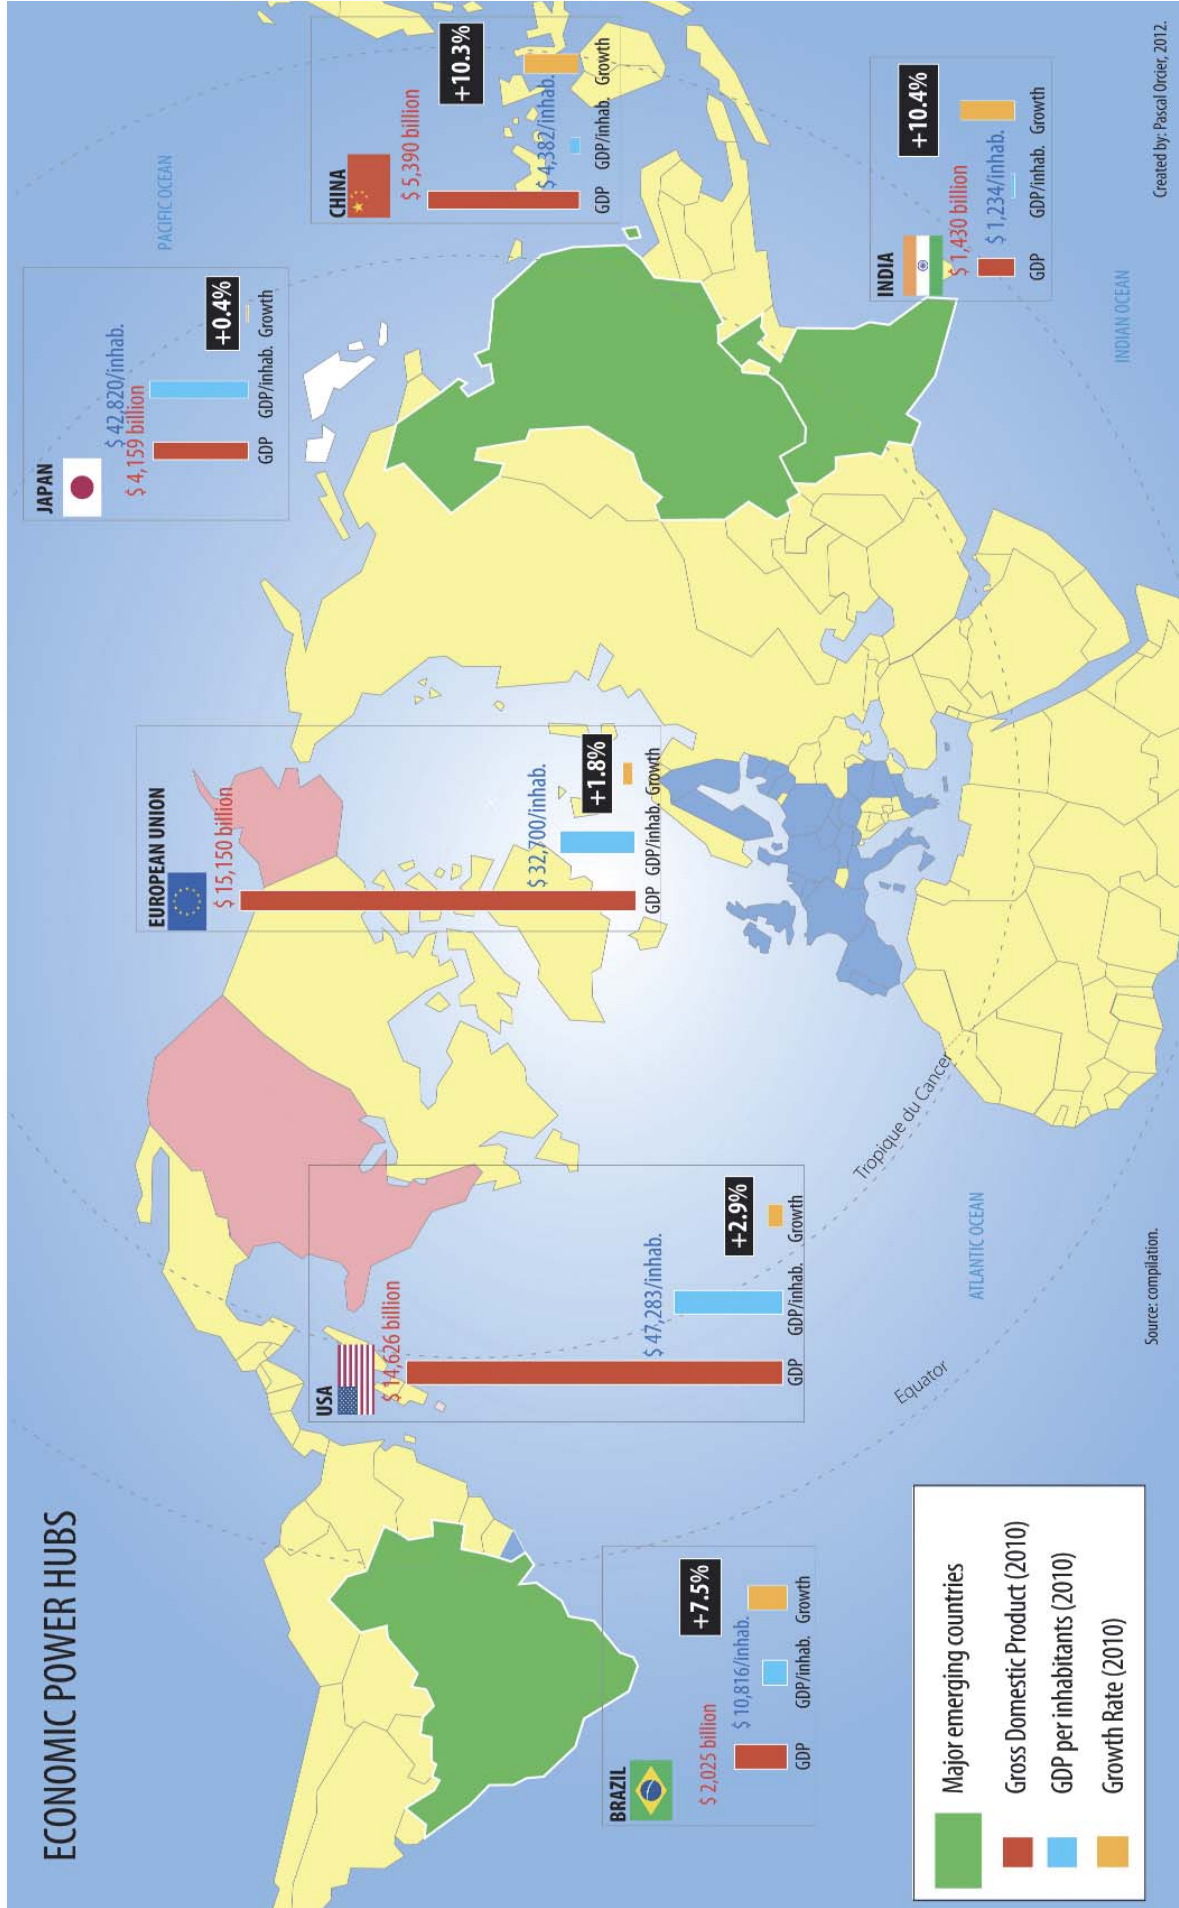 ECONOMIC POWER HUBS
PACIFIC OCEAN
JAPAN
$ 42,820/inhab.
$ 4,159 billion
+0.4%
GDP GDP/inhab. Growth
CHINA
$ 5,390 billion
+10.3%
$ 4,382/inhab.
GDP GDP/inhab. Growth
EUROPEAN UNION
$ 15,150 billion
$ 32,700/inhab.
+1.8%
GDP GDP/inhab. Growth
USA
$ 14,626 billion
$ 47,283/inhab.
+2.9%
GDP GDP/inhab. Growth
BRAZIL
$ 2,025 billion
$ 10,816/inhab.
+7.5%
GDP GDP/inhab. Growth
INDIA
$ 1,430 billion
$ 1,234/inhab.
+10.4%
GDP GDP/inhab. Growth
Tropique du Cancer
Equator
ATLANTIC OCEAN
INDIAN OCEAN
Major emerging countries
Gross Domestic Product (2010)
GDP per inhabitants (2010)
Growth Rate (2010)
Source: compilation.
Created by: Pascal Orcier, 2012.